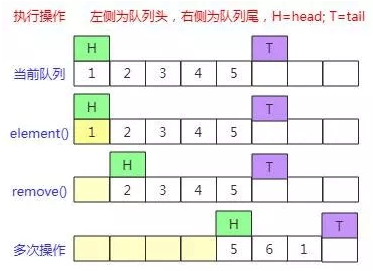 执行操作 左侧为队列头，右侧为队列尾，H=head; T=tail
H T
当前队列 1 2 3 4 5
H T
element() 1 2 3 4 5
H T
remove() 2 3 4 5
H T
多次操作 5 6 1